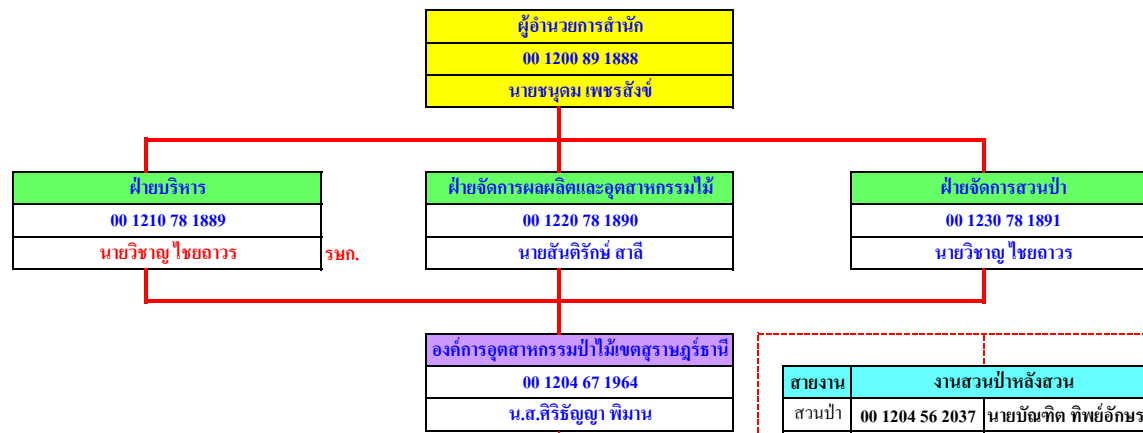 ผู้อำนวยการสำนัก
00 1200 89 1888
นายชนุดม เพชรสังข์
ฝ่ายบริหาร
00 1210 78 1889
นายวิชาญ ไชยถาวร รษก.
ฝ่ายจัดการผลผลิตและอุตสาหกรรมไม้
00 1220 78 1890
นายสันติรักษ์ สาลี
ฝ่ายจัดการสวนป่า
00 1230 78 1891
นายวิชาญ ไชยถาวร
องค์การอุตสาหกรรมป่าไม้เขตสุราษฎร์ธานี
00 1204 67 1964
น.ส.ศิริธัญญา พิมาน
สายงาน งานสวนป่าหลังสวน
สวนป่า 00 1204 56 2037 นายบัณฑิต ทิพย์อักษร